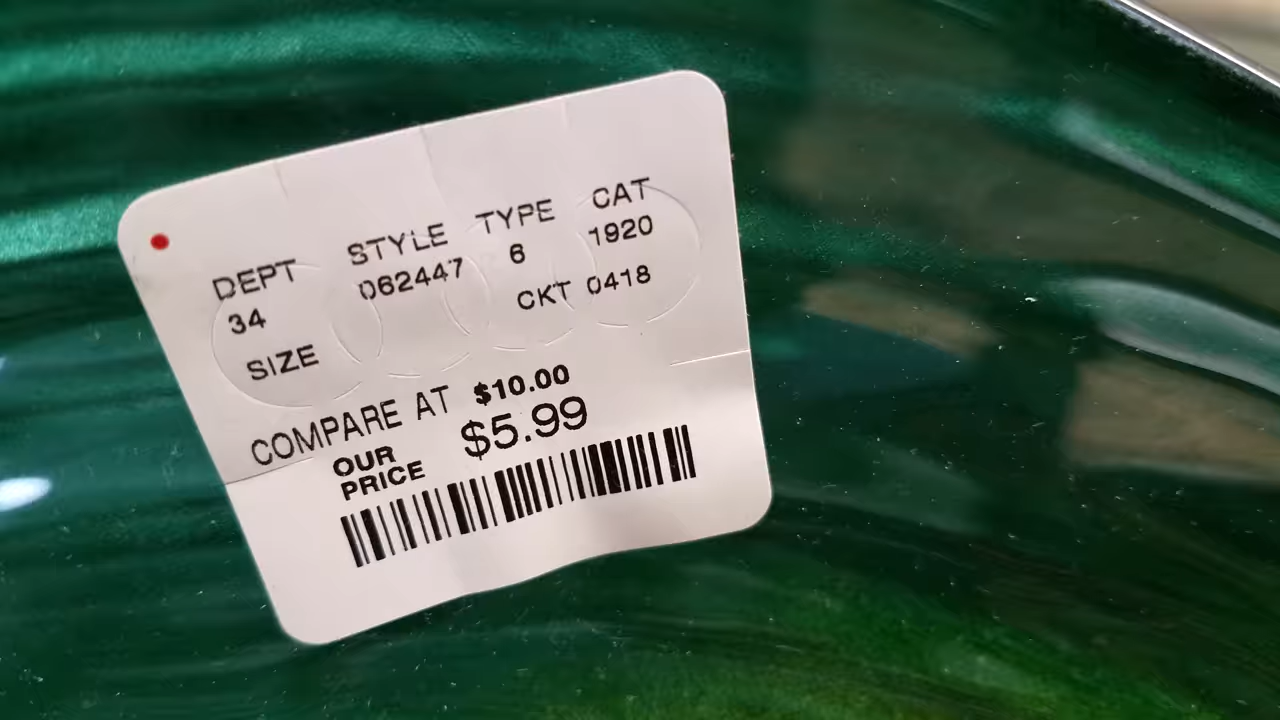 DEPT STYLE TYPE CAT
34 062447 6 1920
SIZE CKT 0418
COMPARE AT $10.00
OUR PRICE $5.99